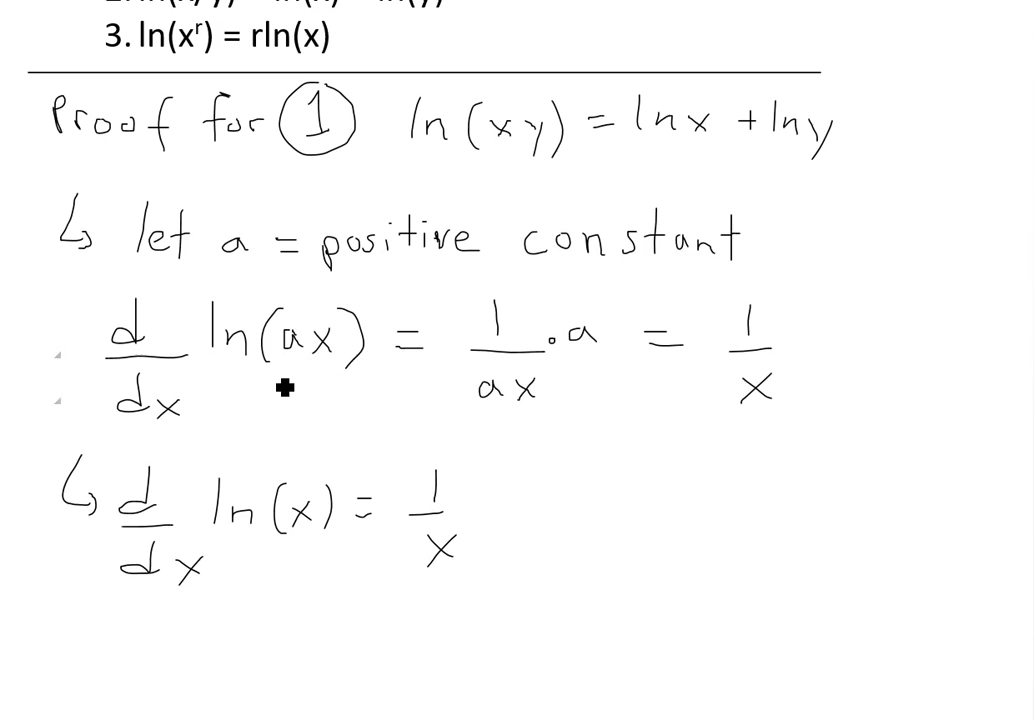 3. ln(xʳ) = rln(x)
Proof for ① ln(xy) = lnx + lny
↳ let a = positive constant
d/dx ln(ax) = 1/ax · a = 1/x
↳ d/dx ln(x) = 1/x